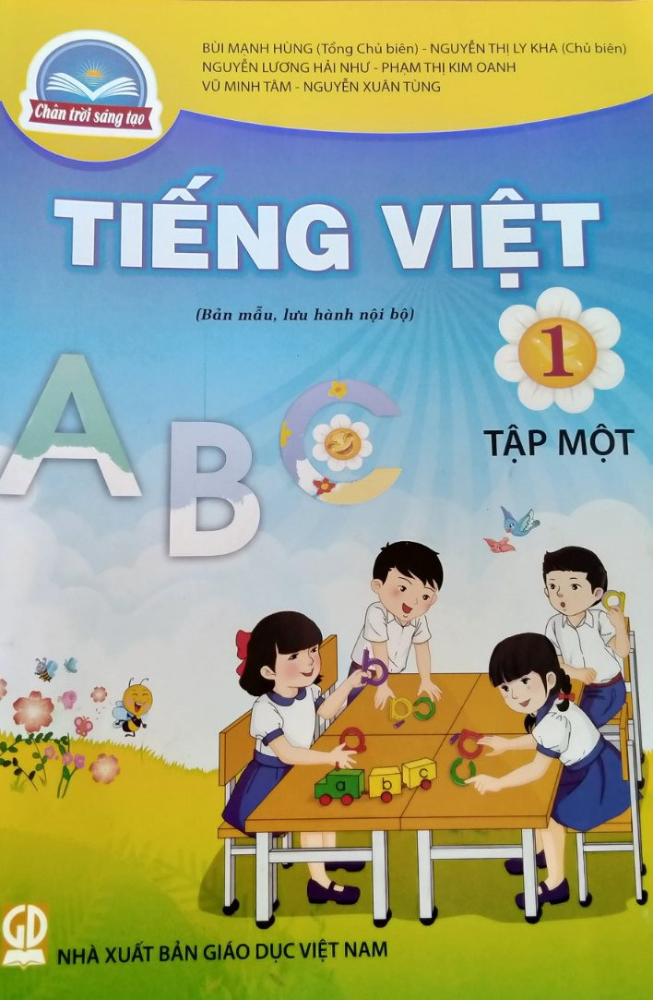 BÙI MẠNH HÙNG (Tổng Chủ biên) - NGUYỄN THỊ LY KHA (Chủ biên)
NGUYỄN LƯƠNG HẢI NHƯ - PHẠM THỊ KIM OANH
VŨ MINH TÂM - NGUYỄN XUÂN TÙNG
Chân trời sáng tạo
TIẾNG VIỆT
(Bản mẫu, lưu hành nội bộ)
1
TẬP MỘT
A B C
a b c
GD
NHÀ XUẤT BẢN GIÁO DỤC VIỆT NAM